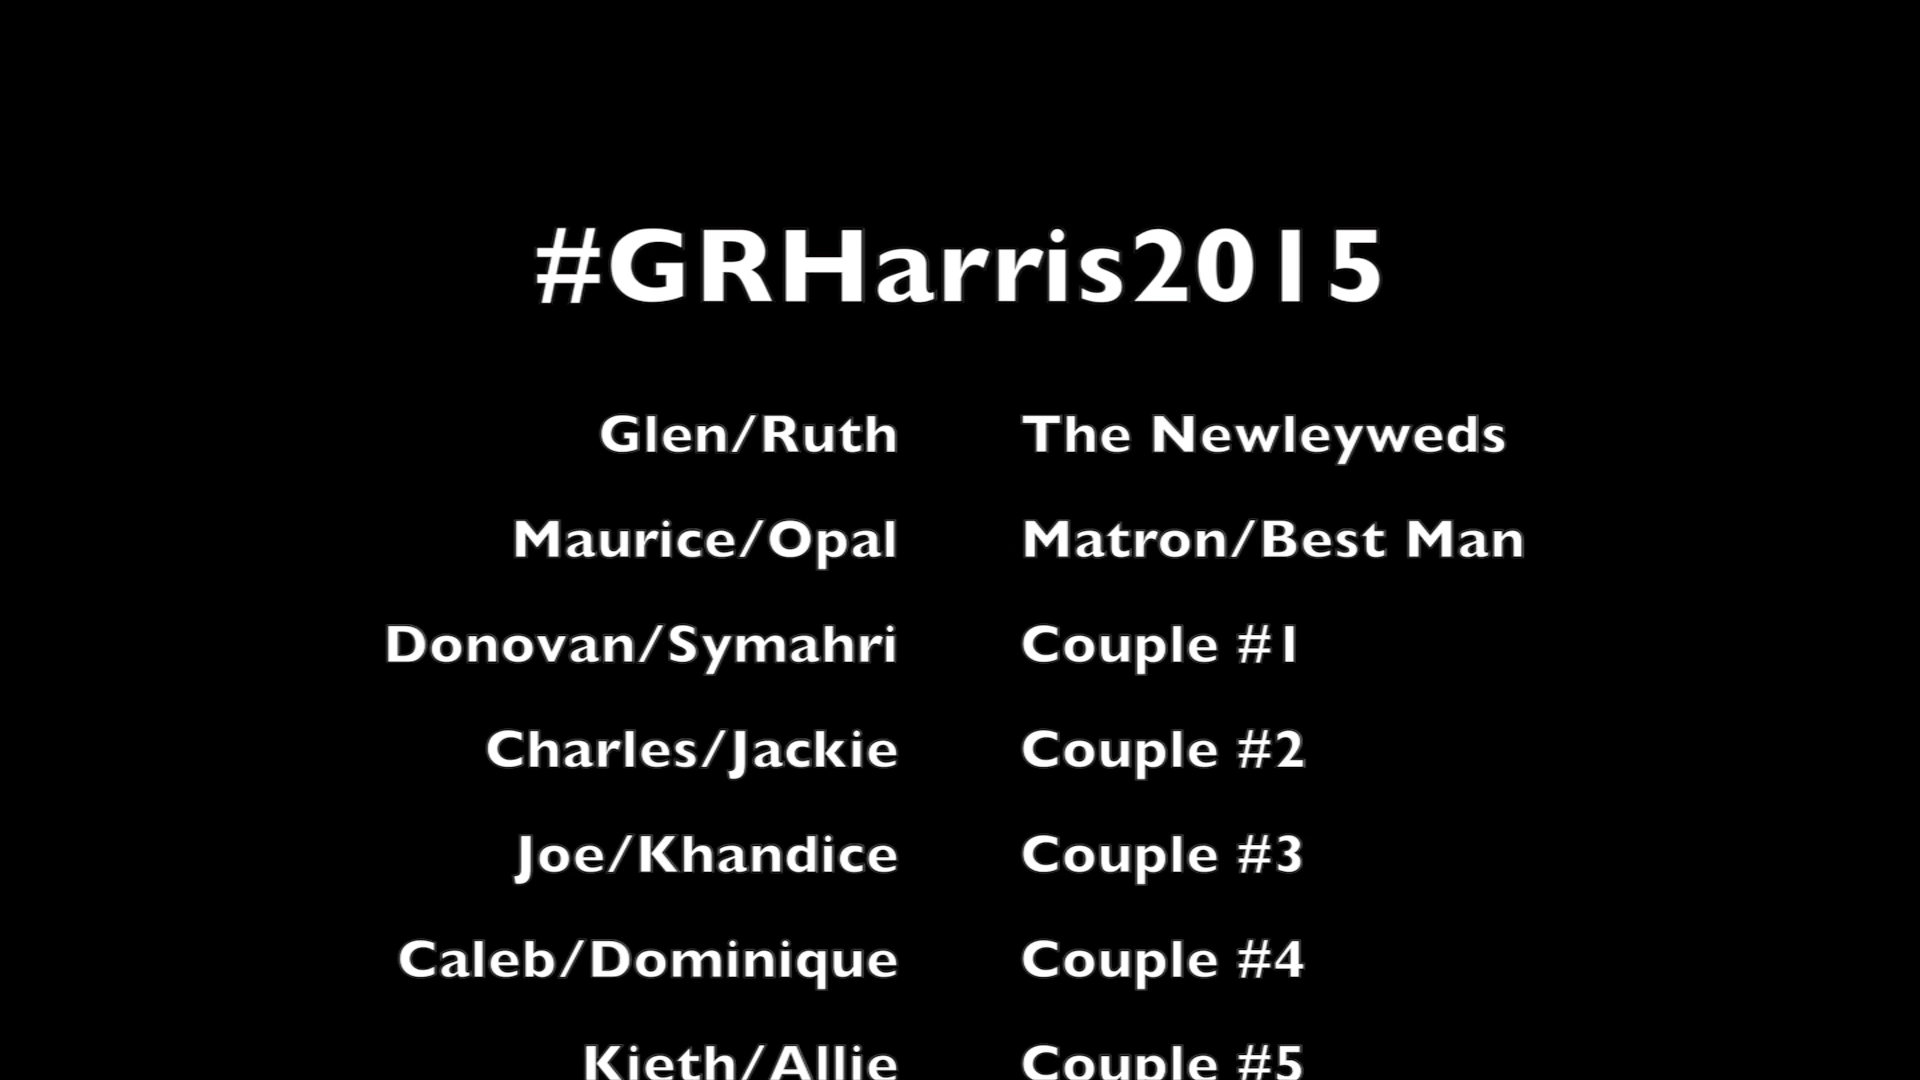 #GRHarris2015
Glen/Ruth The Newleyweds
Maurice/Opal Matron/Best Man
Donovan/Symahri Couple #1
Charles/Jackie Couple #2
Joe/Khandice Couple #3
Caleb/Dominique Couple #4
Kieth/Allie Couple #5